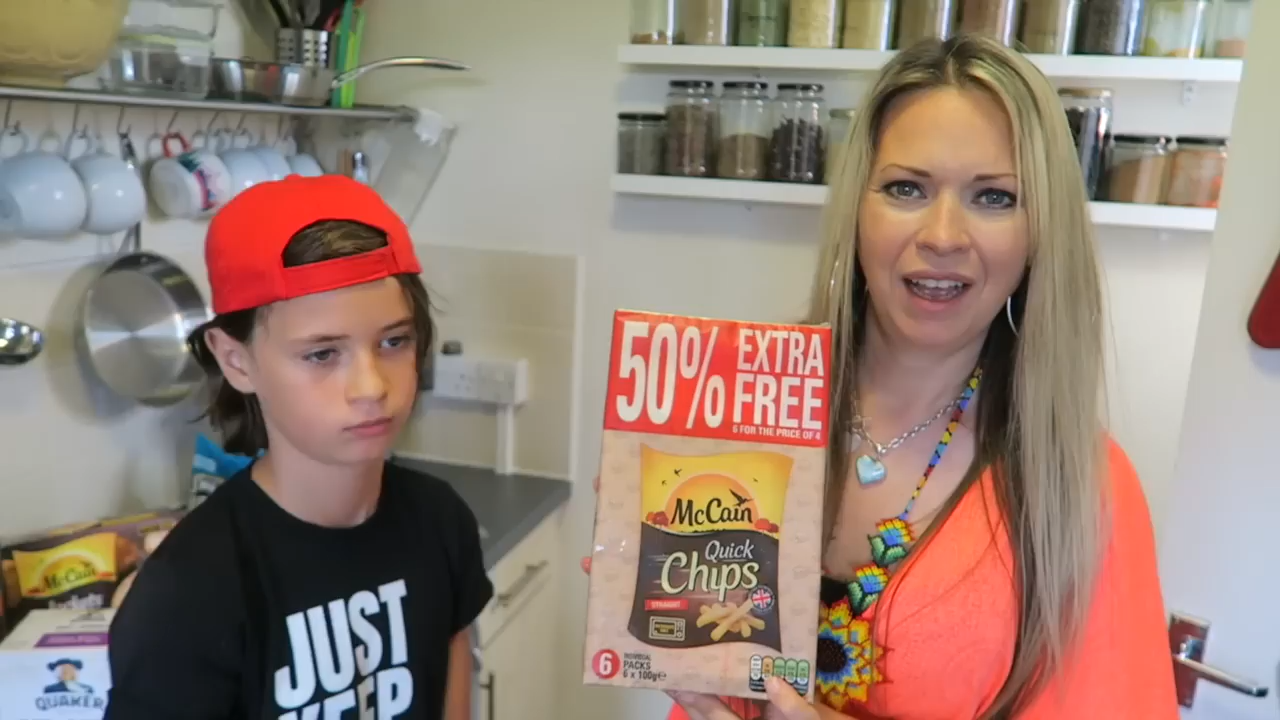 50% EXTRA
FREE
6 FOR THE PRICE OF 4
McCain
Quick
Chips
STRAIGHT
6 INDIVIDUAL
PACKS
6 x 100g℮
JUST
KEEP
McCain
QUAKER